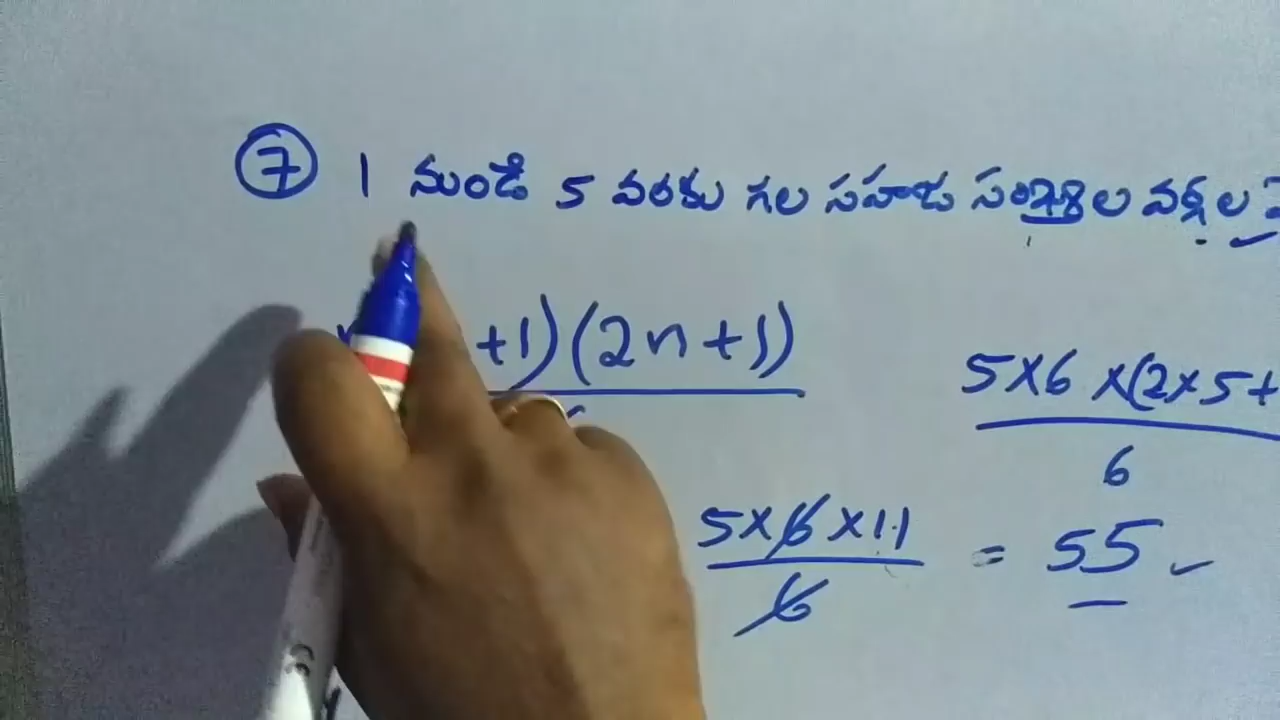 7 1 నుండి 5 వరకు గల సహజ సంఖ్యల వర్గల
+1)(2n+1)
5×6×(2×5+
6
5×6×11 = 55
6